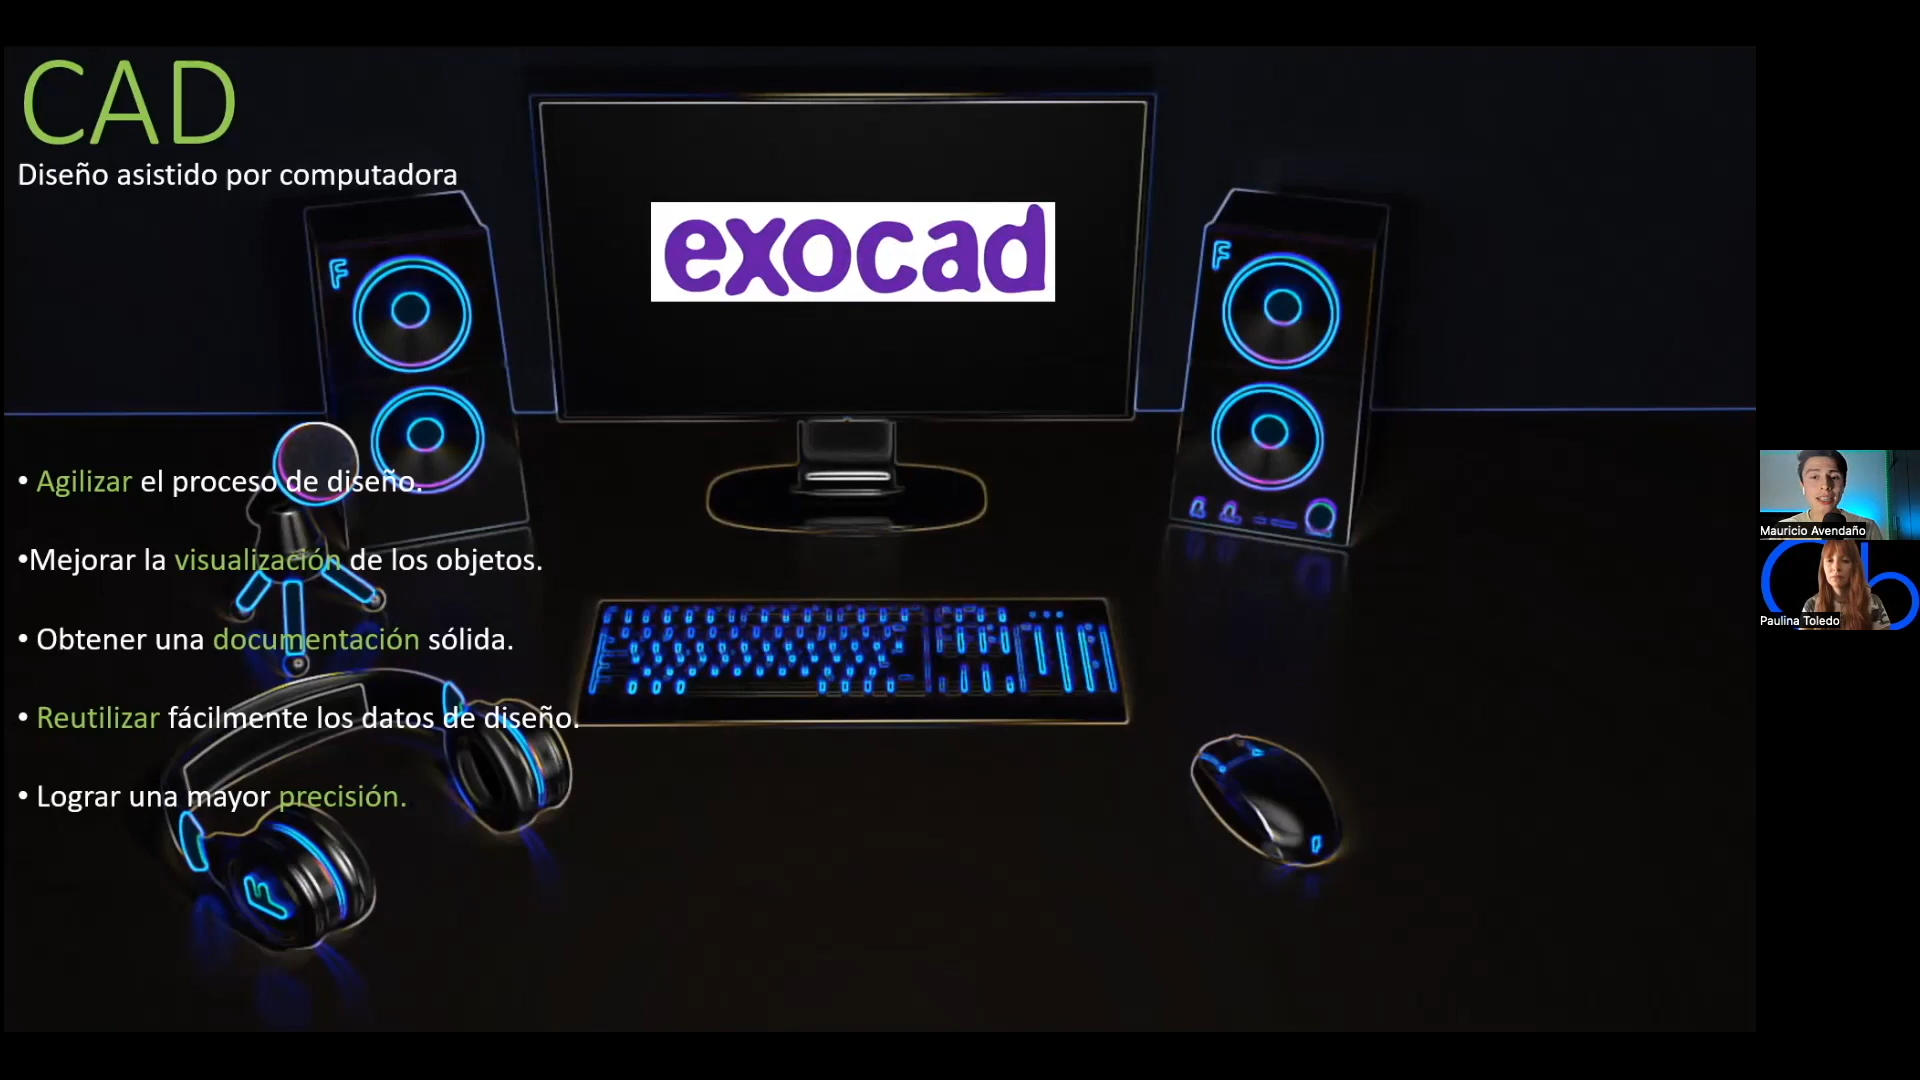 CAD
Diseño asistido por computadora
exocad
F
F
• Agilizar el proceso de diseño.
•Mejorar la visualización de los objetos.
• Obtener una documentación sólida.
• Reutilizar fácilmente los datos de diseño.
• Lograr una mayor precisión.
F
Mauricio Avendaño
Paulina Toledo